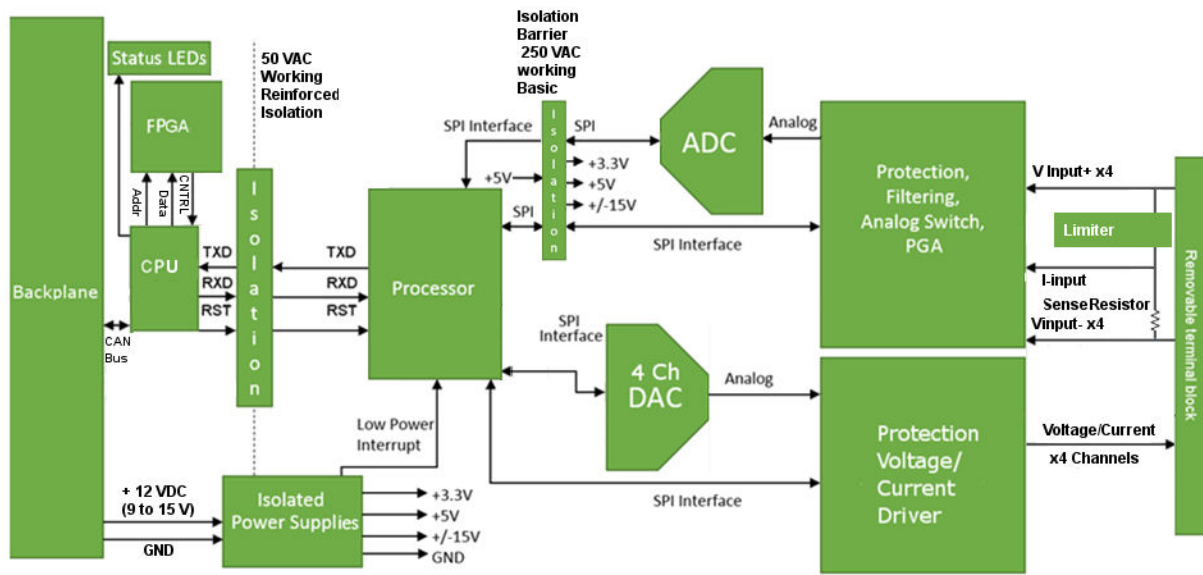 Backplane
Status LEDs
FPGA
Addr
Data
CNTRL
CPU
CAN
Bus
TXD
RXD
RST
50 VAC
Working
Reinforced
Isolation
Isolation
TXD
RXD
RST
Processor
Low Power
Interrupt
+ 12 VDC
(9 to 15 V)
GND
Isolated
Power Supplies
+3.3V
+5V
+/-15V
GND
Isolation
Barrier
250 VAC
working
Basic
SPI Interface
+5V
SPI
Isolation
SPI
+3.3V
+5V
+/-15V
ADC
Analog
SPI Interface
Protection,
Filtering,
Analog Switch,
PGA
V Input+ x4
Limiter
I-input
SenseResistor
Vinput- x4
Removable terminal block
SPI
Interface
4 Ch
DAC
Analog
SPI Interface
Protection
Voltage/
Current
Driver
Voltage/Current
x4 Channels